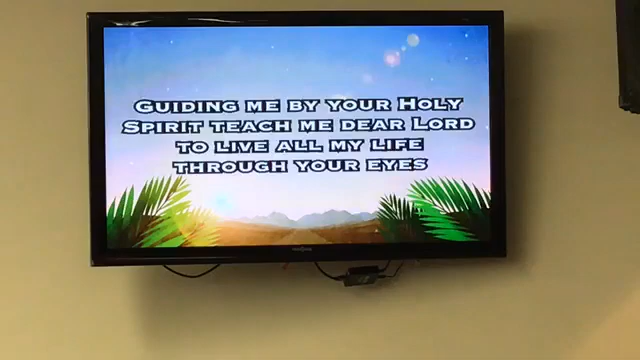 Guiding me by your Holy
Spirit teach me dear Lord
to live all my life
through your eyes